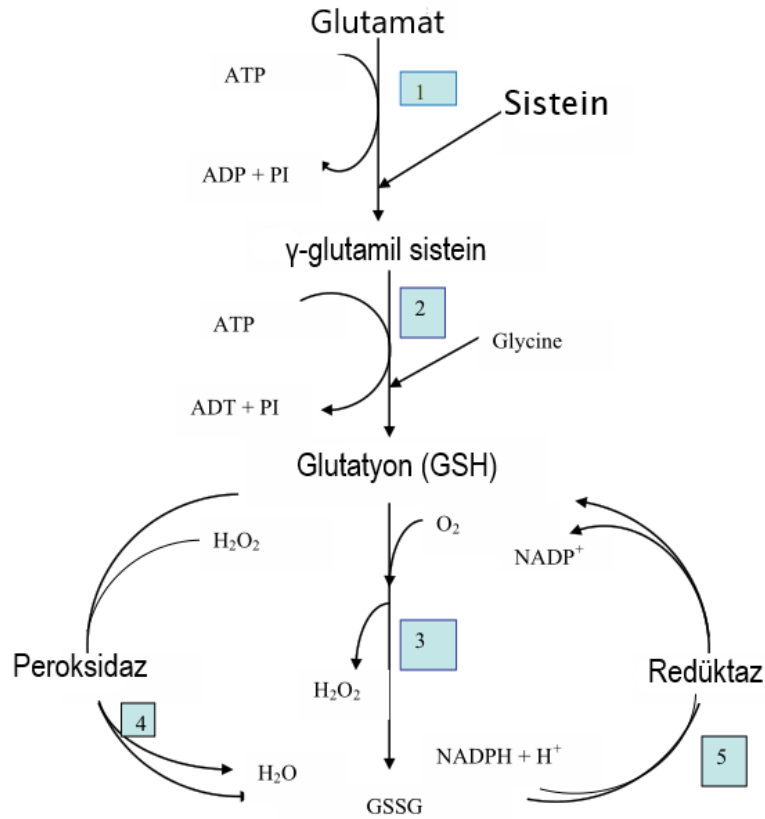 Glutamat
ATP
1
Sistein
ADP + PI
γ-glutamil sistein
2
ATP
Glycine
ADT + PI
Glutatyon (GSH)
O₂
H₂O₂
NADP⁺
3
Peroksidaz
Redüktaz
H₂O₂
4
NADPH + H⁺
5
H₂O
GSSG